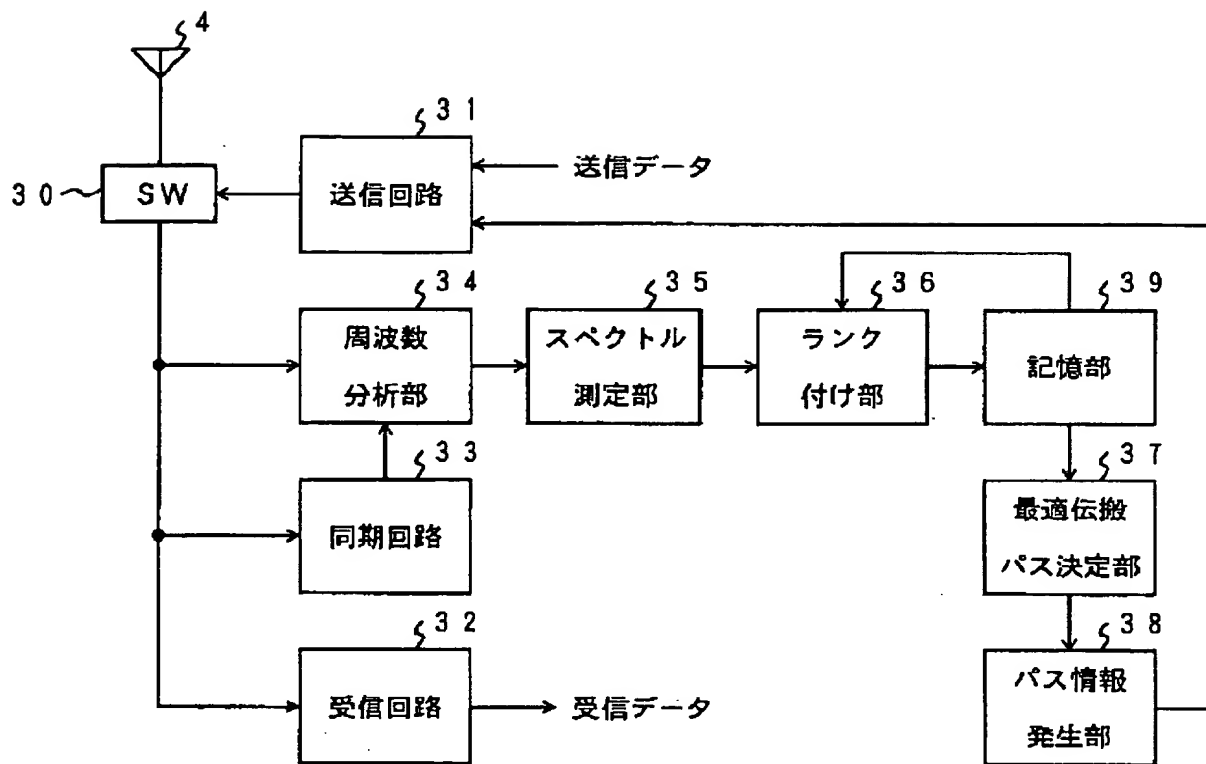 4
31
30
SW
送信回路
送信データ
34
35
36
39
周波数
分析部
スペクトル
測定部
ランク
付け部
記憶部
33
37
同期回路
最適伝搬
パス決定部
32
38
受信回路
受信データ
パス情報
発生部